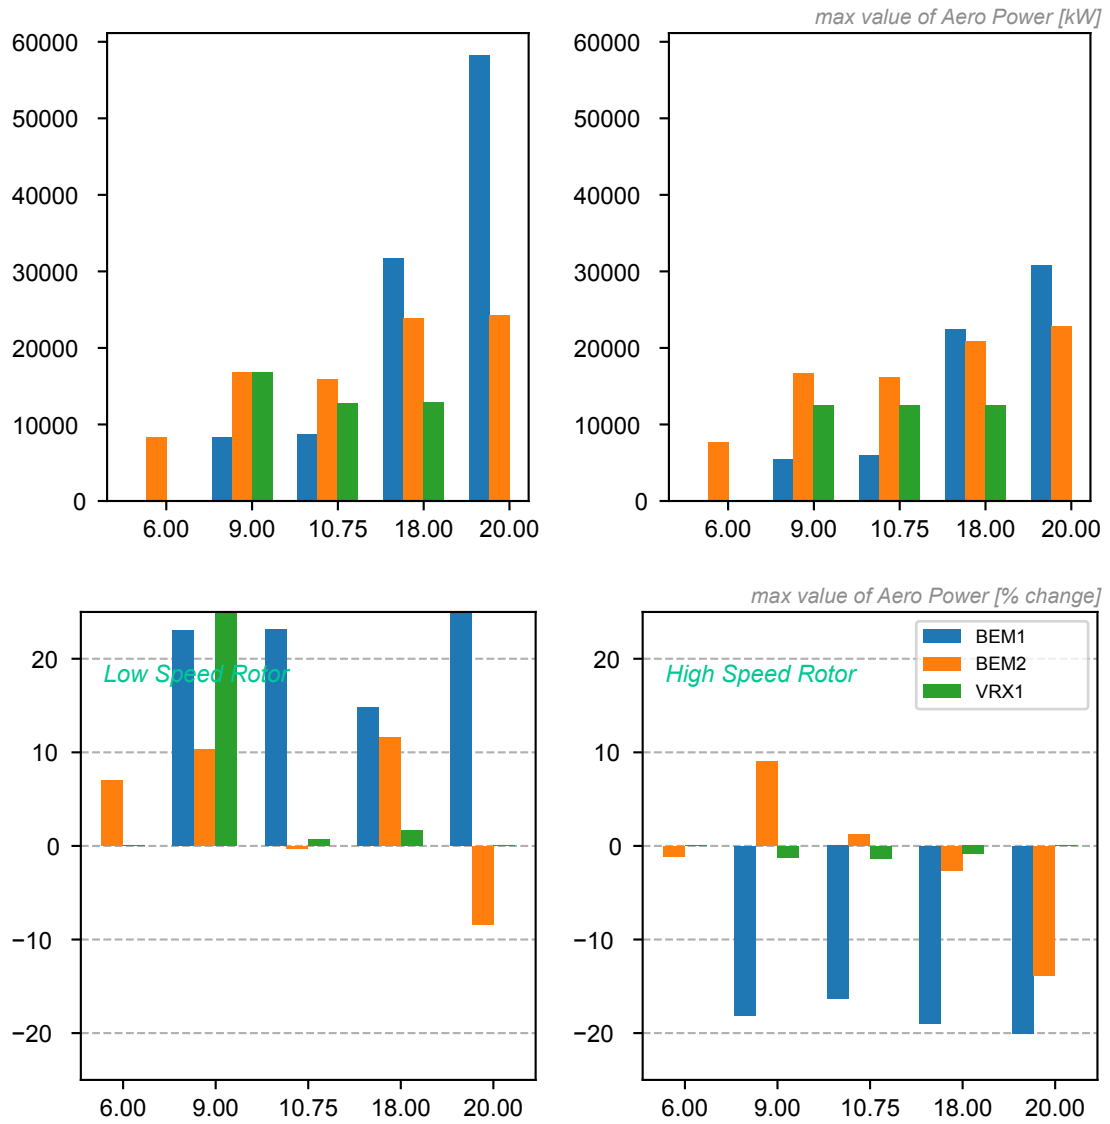 max value of Aero Power [kW]
60000
50000
40000
30000
20000
10000
0
6.00 9.00 10.75 18.00 20.00
60000
50000
40000
30000
20000
10000
0
6.00 9.00 10.75 18.00 20.00
max value of Aero Power [% change]
20
10
0
−10
−20
Low Speed Rotor
6.00 9.00 10.75 18.00 20.00
20
10
0
−10
−20
High Speed Rotor
BEM1
BEM2
VRX1
6.00 9.00 10.75 18.00 20.00